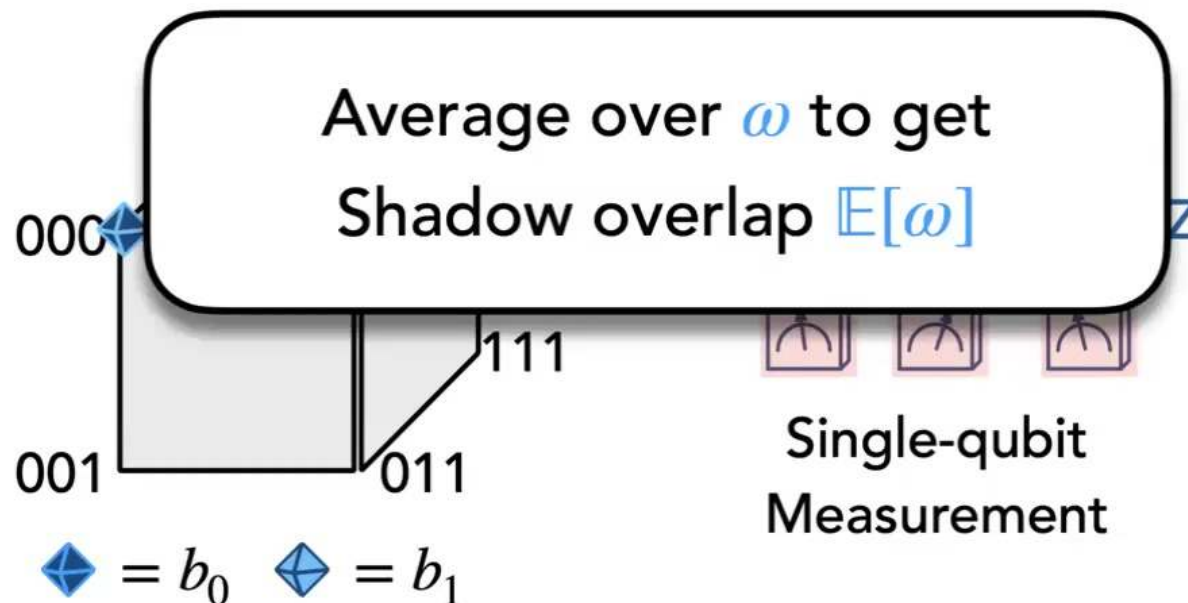 Average over ω to get
Shadow overlap 𝔼[ω]
000
Z
111
001
011
Single-qubit
Measurement
= b₀ = b₁